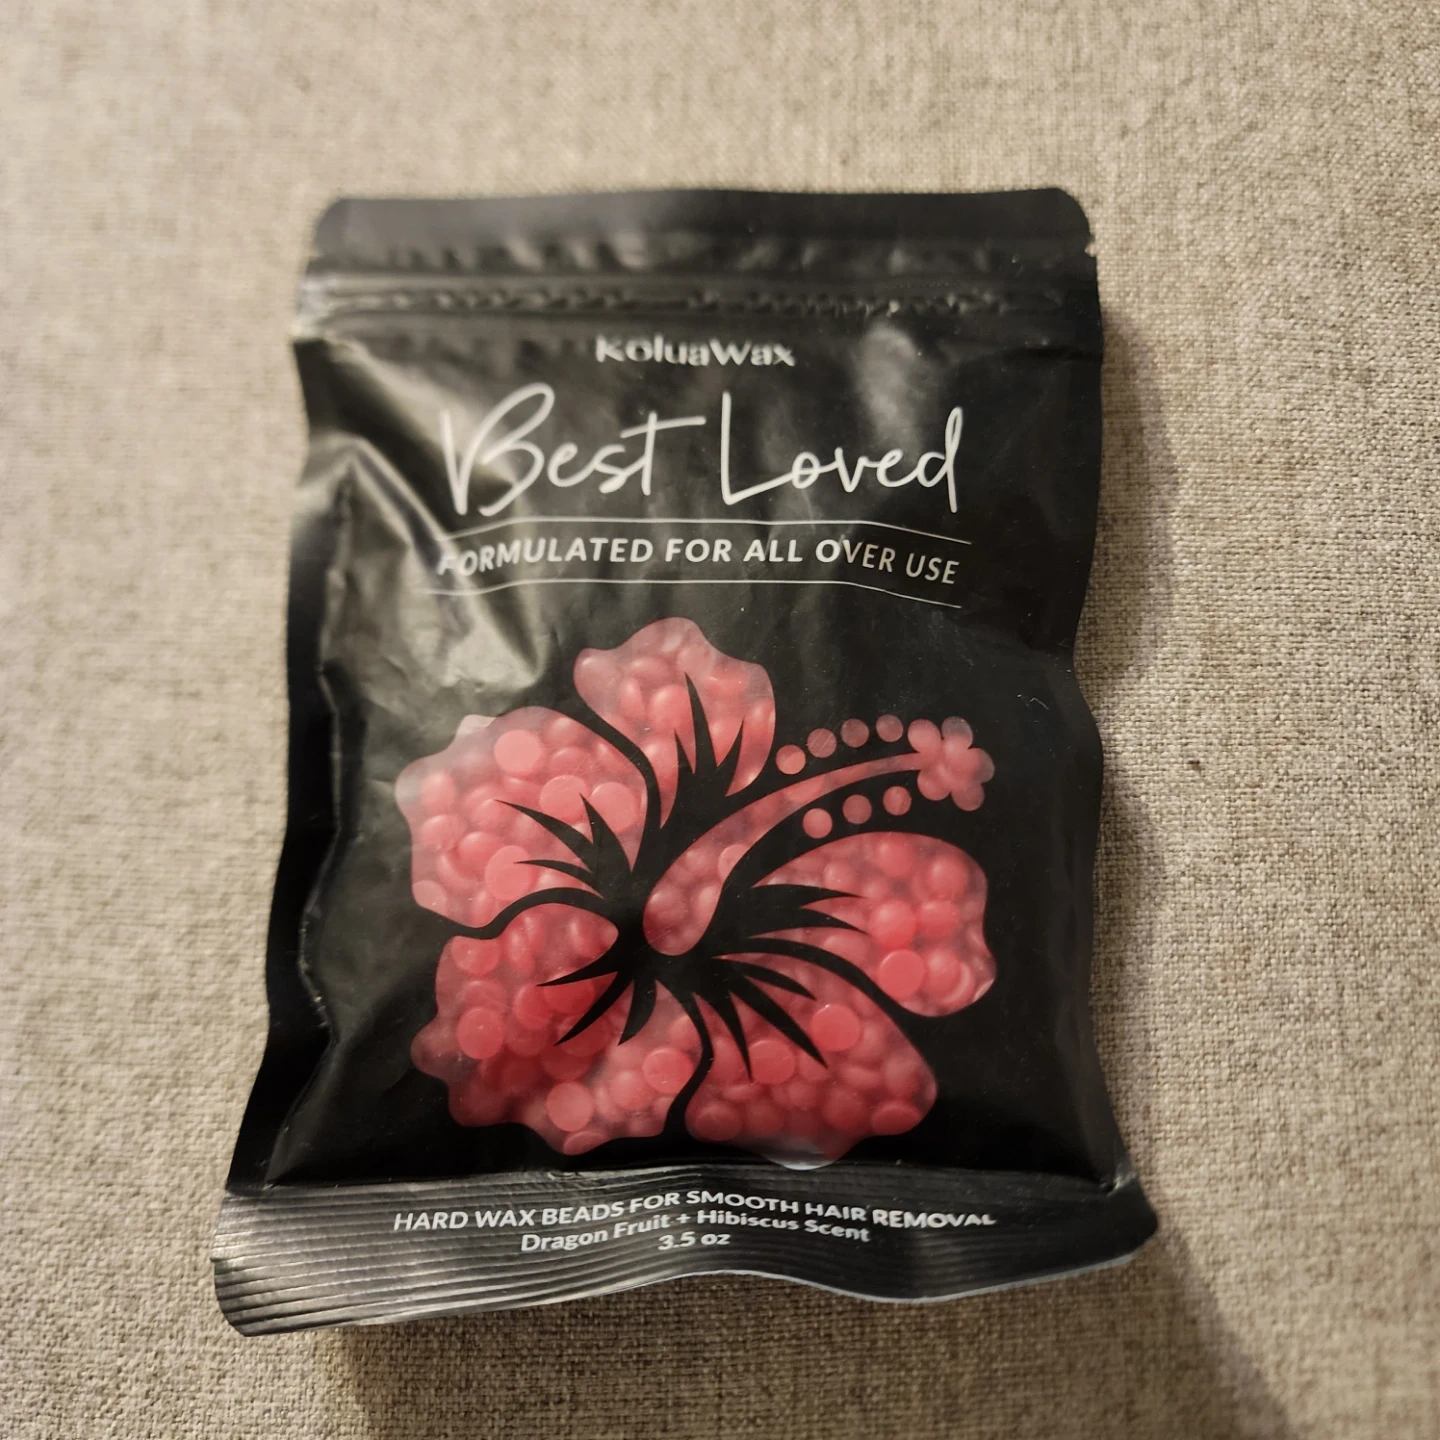 KoluaWax
Best Loved
FORMULATED FOR ALL OVER USE
HARD WAX BEADS FOR SMOOTH HAIR REMOVAL
Dragon Fruit + Hibiscus Scent
3.5 oz